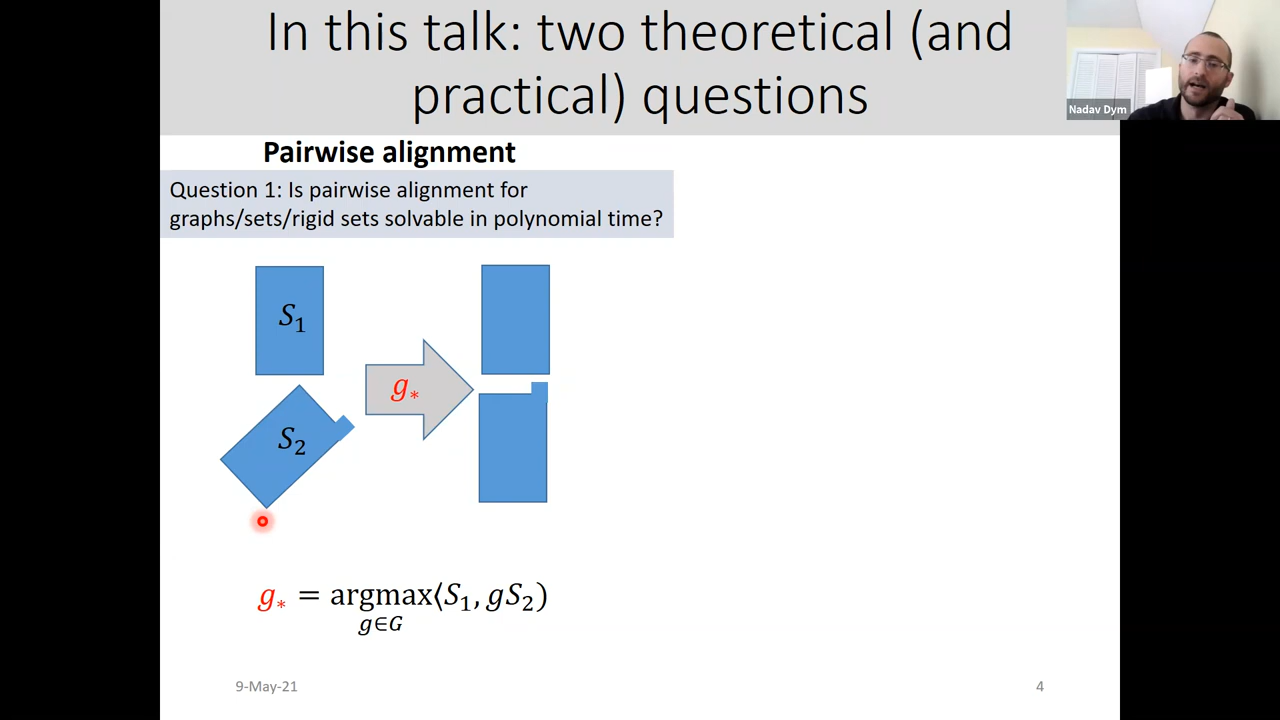 In this talk: two theoretical (and
practical) questions
Nadav Dym
Pairwise alignment
Question 1: Is pairwise alignment for
graphs/sets/rigid sets solvable in polynomial time?
S₁
g∗
S₂
g∗ = argmax⟨S₁, gS₂)
g∈G
9-May-21
4